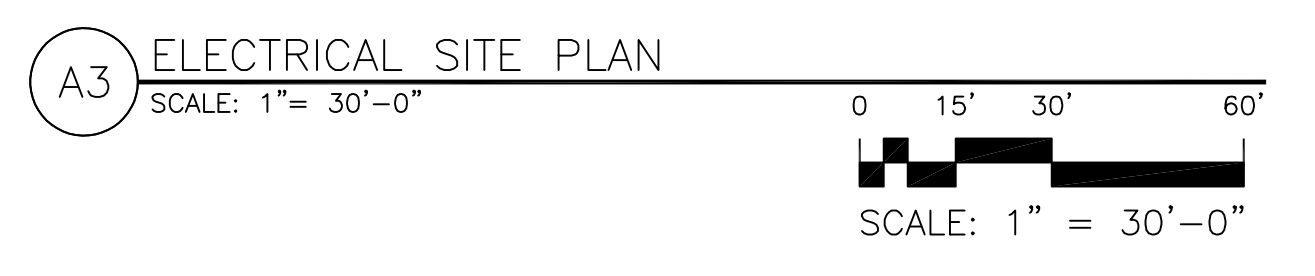 A3
ELECTRICAL SITE PLAN
SCALE: 1"= 30'-0"
0 15' 30' 60'
SCALE: 1" = 30'-0"